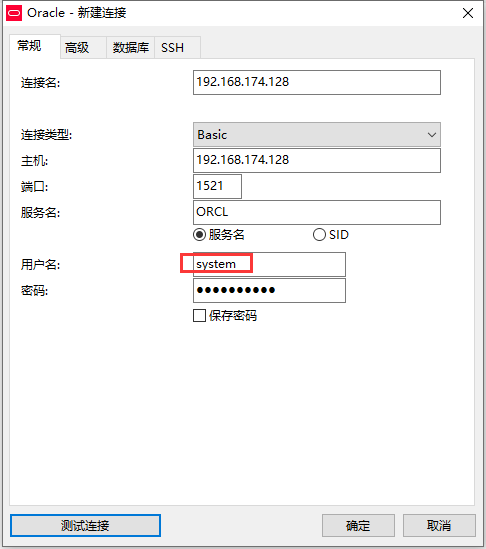 Oracle - 新建连接
常规 高级 数据库 SSH
连接名: 192.168.174.128
连接类型: Basic
主机: 192.168.174.128
端口: 1521
服务名: ORCL
服务名 SID
用户名: system
密码: ●●●●●●●●●●
保存密码
测试连接 确定 取消